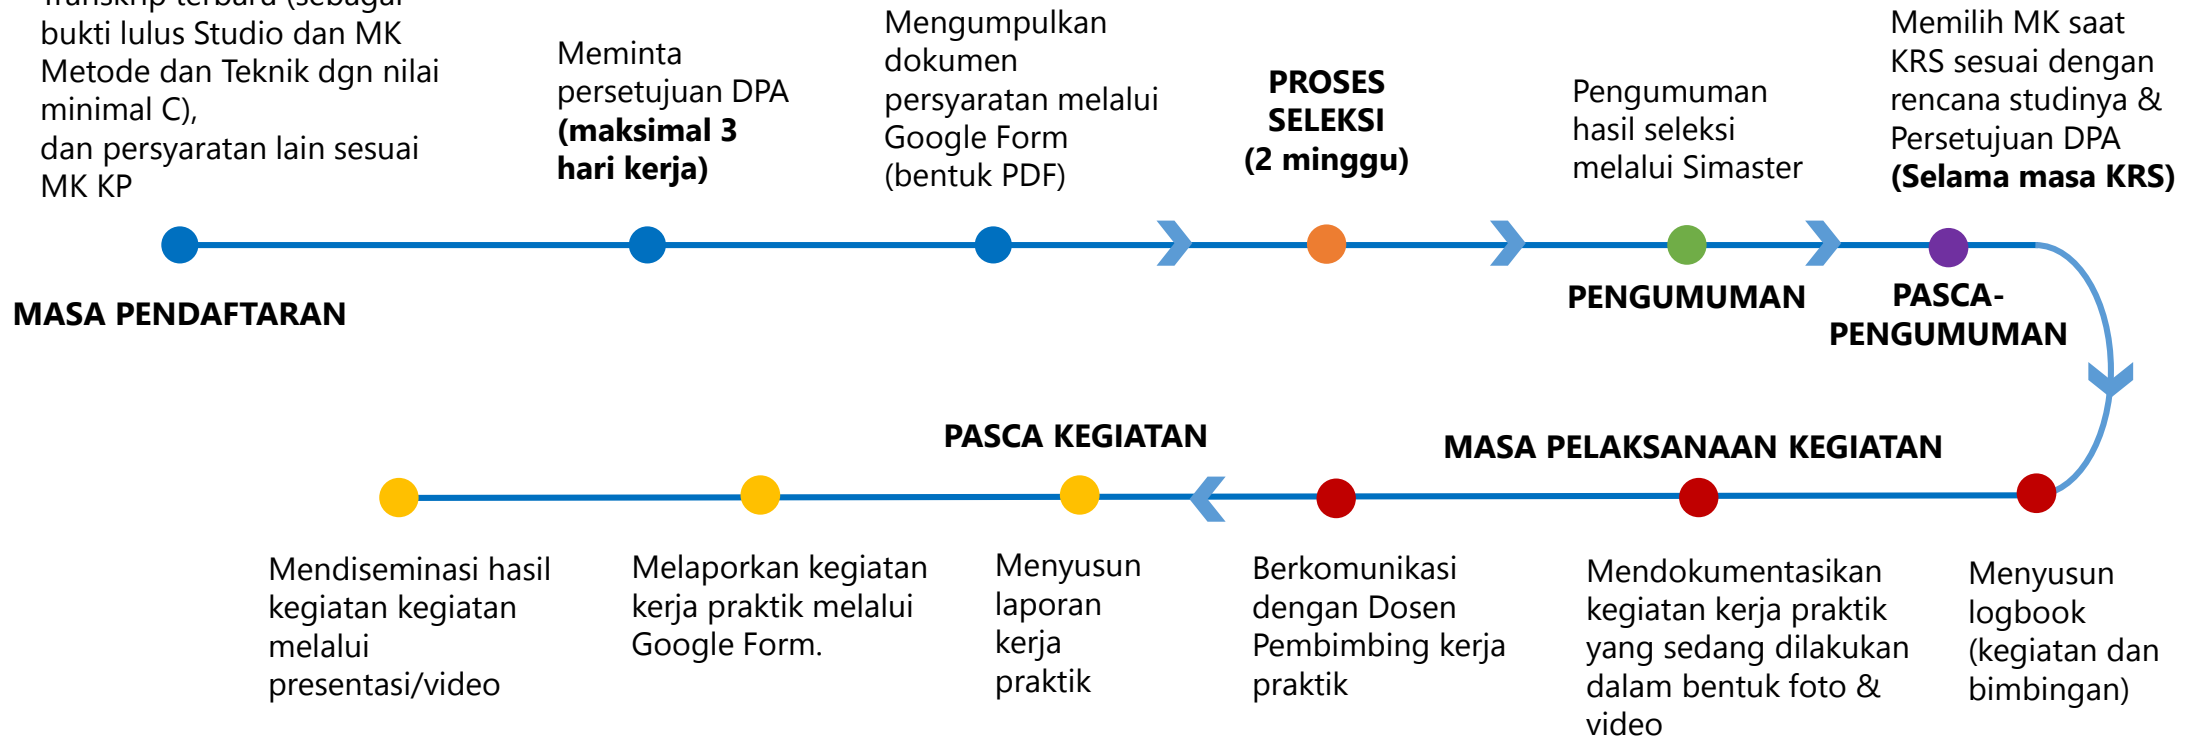 Transkrip terbaru (sebagai
bukti lulus Studio dan MK
Metode dan Teknik dgn nilai
minimal C),
dan persyaratan lain sesuai
MK KP
Meminta
persetujuan DPA
(maksimal 3
hari kerja)
Mengumpulkan
dokumen
persyaratan melalui
Google Form
(bentuk PDF)
PROSES
SELEKSI
(2 minggu)
Pengumuman
hasil seleksi
melalui Simaster
Memilih MK saat
KRS sesuai dengan
rencana studinya &
Persetujuan DPA
(Selama masa KRS)
MASA PENDAFTARAN
PENGUMUMAN
PASCA-
PENGUMUMAN
PASCA KEGIATAN
MASA PELAKSANAAN KEGIATAN
Mendiseminasi hasil
kegiatan kegiatan
melalui
presentasi/video
Melaporkan kegiatan
kerja praktik melalui
Google Form.
Menyusun
laporan
kerja
praktik
Berkomunikasi
dengan Dosen
Pembimbing kerja
praktik
Mendokumentasikan
kegiatan kerja praktik
yang sedang dilakukan
dalam bentuk foto &
video
Menyusun
logbook
(kegiatan dan
bimbingan)